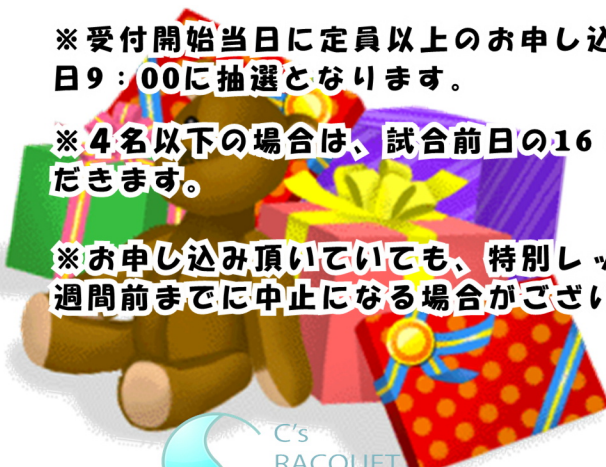 ※受付開始当日に定員以上のお申し込
日9：00に抽選となります。
※４名以下の場合は、試合前日の16
だきます。
※お申し込み頂いていても、特別レッ
週間前までに中止になる場合がござい
C's
RACQUET